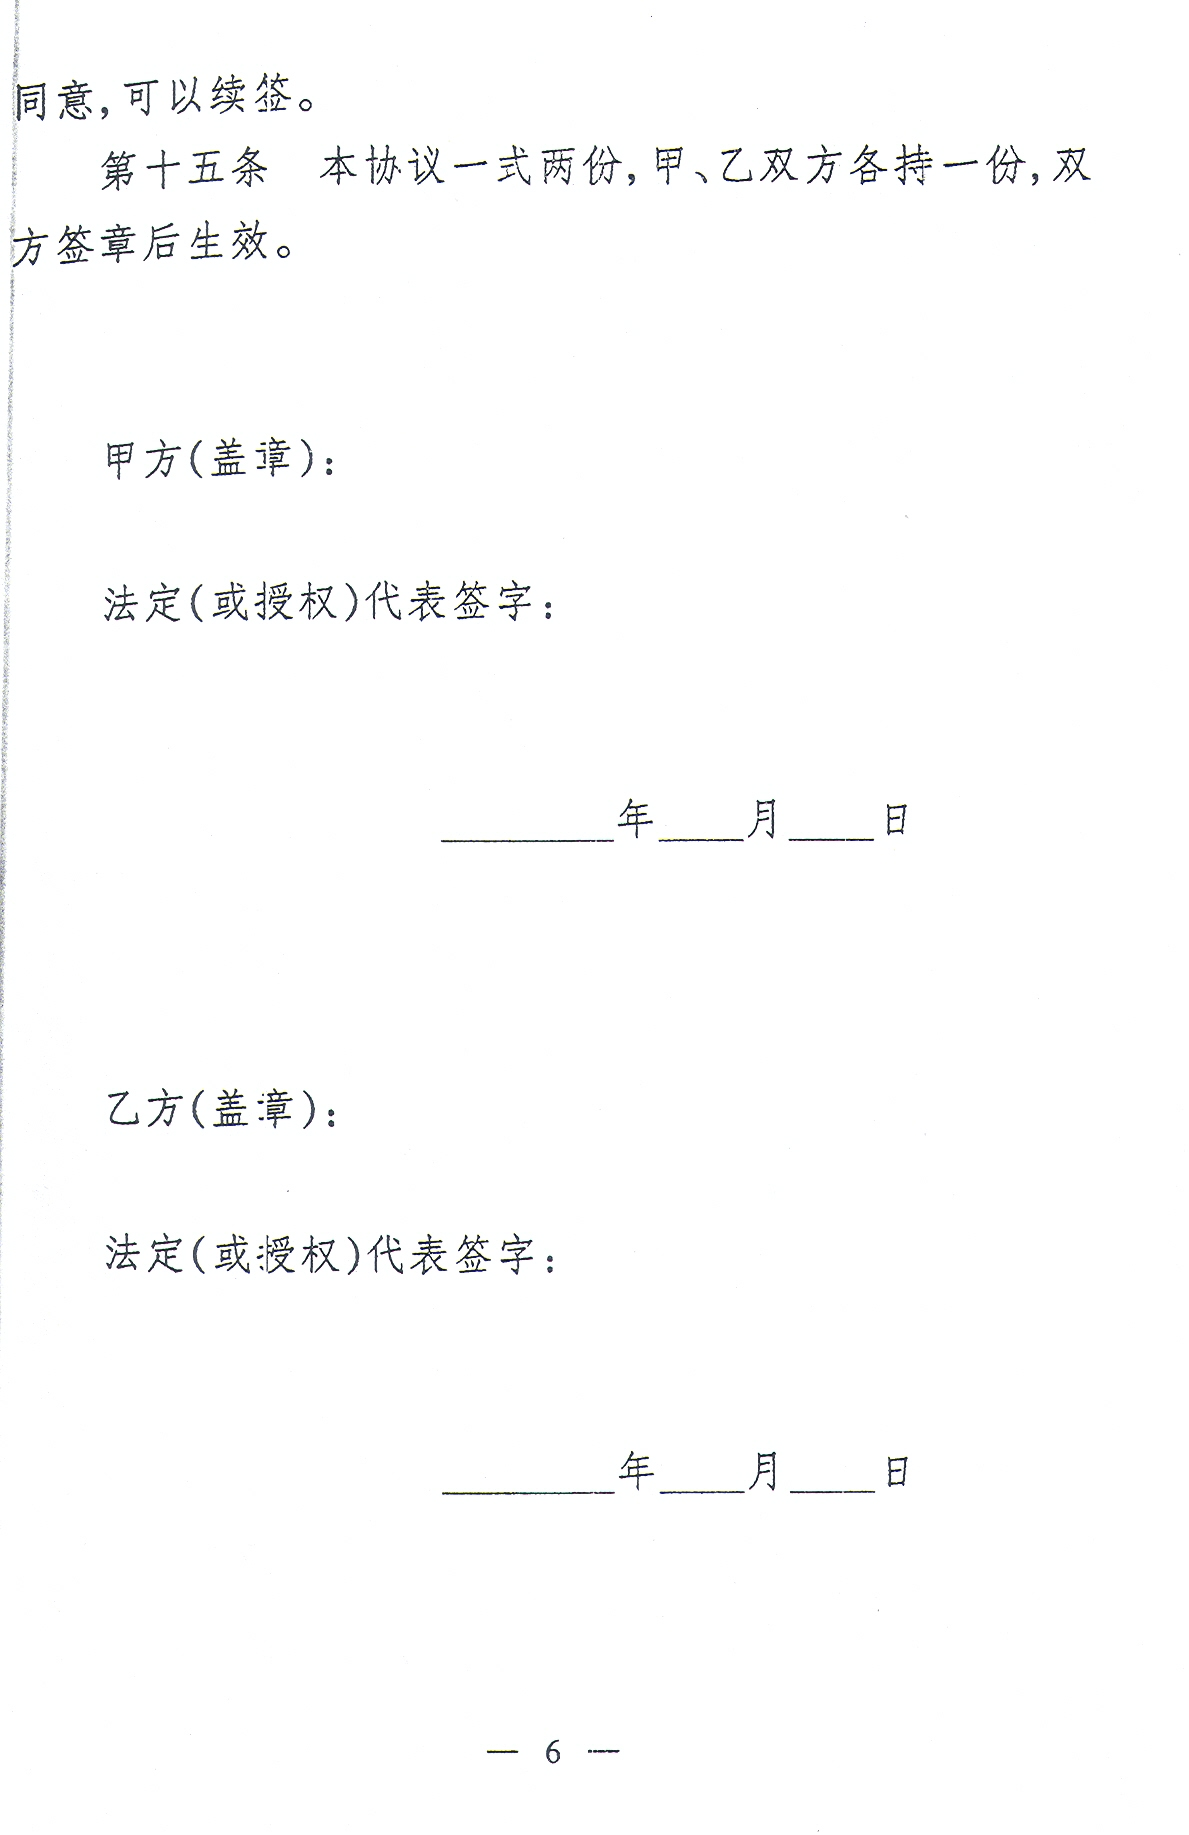 同意,可以续签。
第十五条　本协议一式两份,甲、乙双方各持一份,双
方签章后生效。
甲方(盖章):
法定(或授权)代表签字:
________年____月____日
乙方(盖章):
法定(或授权)代表签字:
________年____月____日
— 6 —